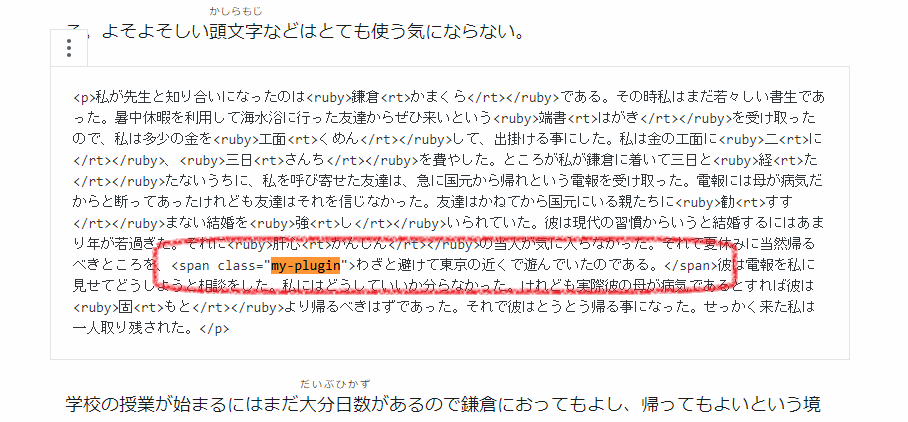 かしらもじ
よそよそしい頭文字などはとても使う気にならない。
<p>私が先生と知り合いになったのは<ruby>鎌倉<rt>かまくら</rt></ruby>である。その時私はまだ若々しい書生であ
った。暑中休暇を利用して海水浴に行った友達からぜひ来いという<ruby>端書<rt>はがき</rt></ruby>を受け取った
ので、私は多少の金を<ruby>工面<rt>くめん</rt></ruby>して、出掛ける事にした。私は金の工面に<ruby>二<rt>に
</rt></ruby>、<ruby>三日<rt>さんち</rt></ruby>を費やした。ところが私が鎌倉に着いて三日と<ruby>経<rt>た
</rt></ruby>たないうちに、私を呼び寄せた友達は、急に国元から帰れという電報を受け取った。電報には母が病気だ
からと断ってあったけれども友達はそれを信じなかった。友達はかねてから国元にいる親たちに<ruby>勧<rt>すす
</rt></ruby>まない結婚を<ruby>強<rt>し</rt></ruby>いられていた。彼は現代の習慣からいうと結婚するにはあま
り年が若過ぎた。それに<ruby>肝心<rt>かんじん</rt></ruby>の当人が気に入らなかった。それで夏休みに当然帰る
べきところを、<span class="my-plugin">わざと避けて東京の近くで遊んでいたのである。</span>彼は電報を私に
見せてどうしようと相談をした。私にはどうしていいか分らなかった。けれども実際彼の母が病気であるとすれば彼は
<ruby>固<rt>もと</rt></ruby>より帰るべきはずであった。それで彼はとうとう帰る事になった。せっかく来た私は
一人取り残された。</p>
だいぶひかず
学校の授業が始まるにはまだ大分日数があるので鎌倉におってもよし、帰ってもよいという境